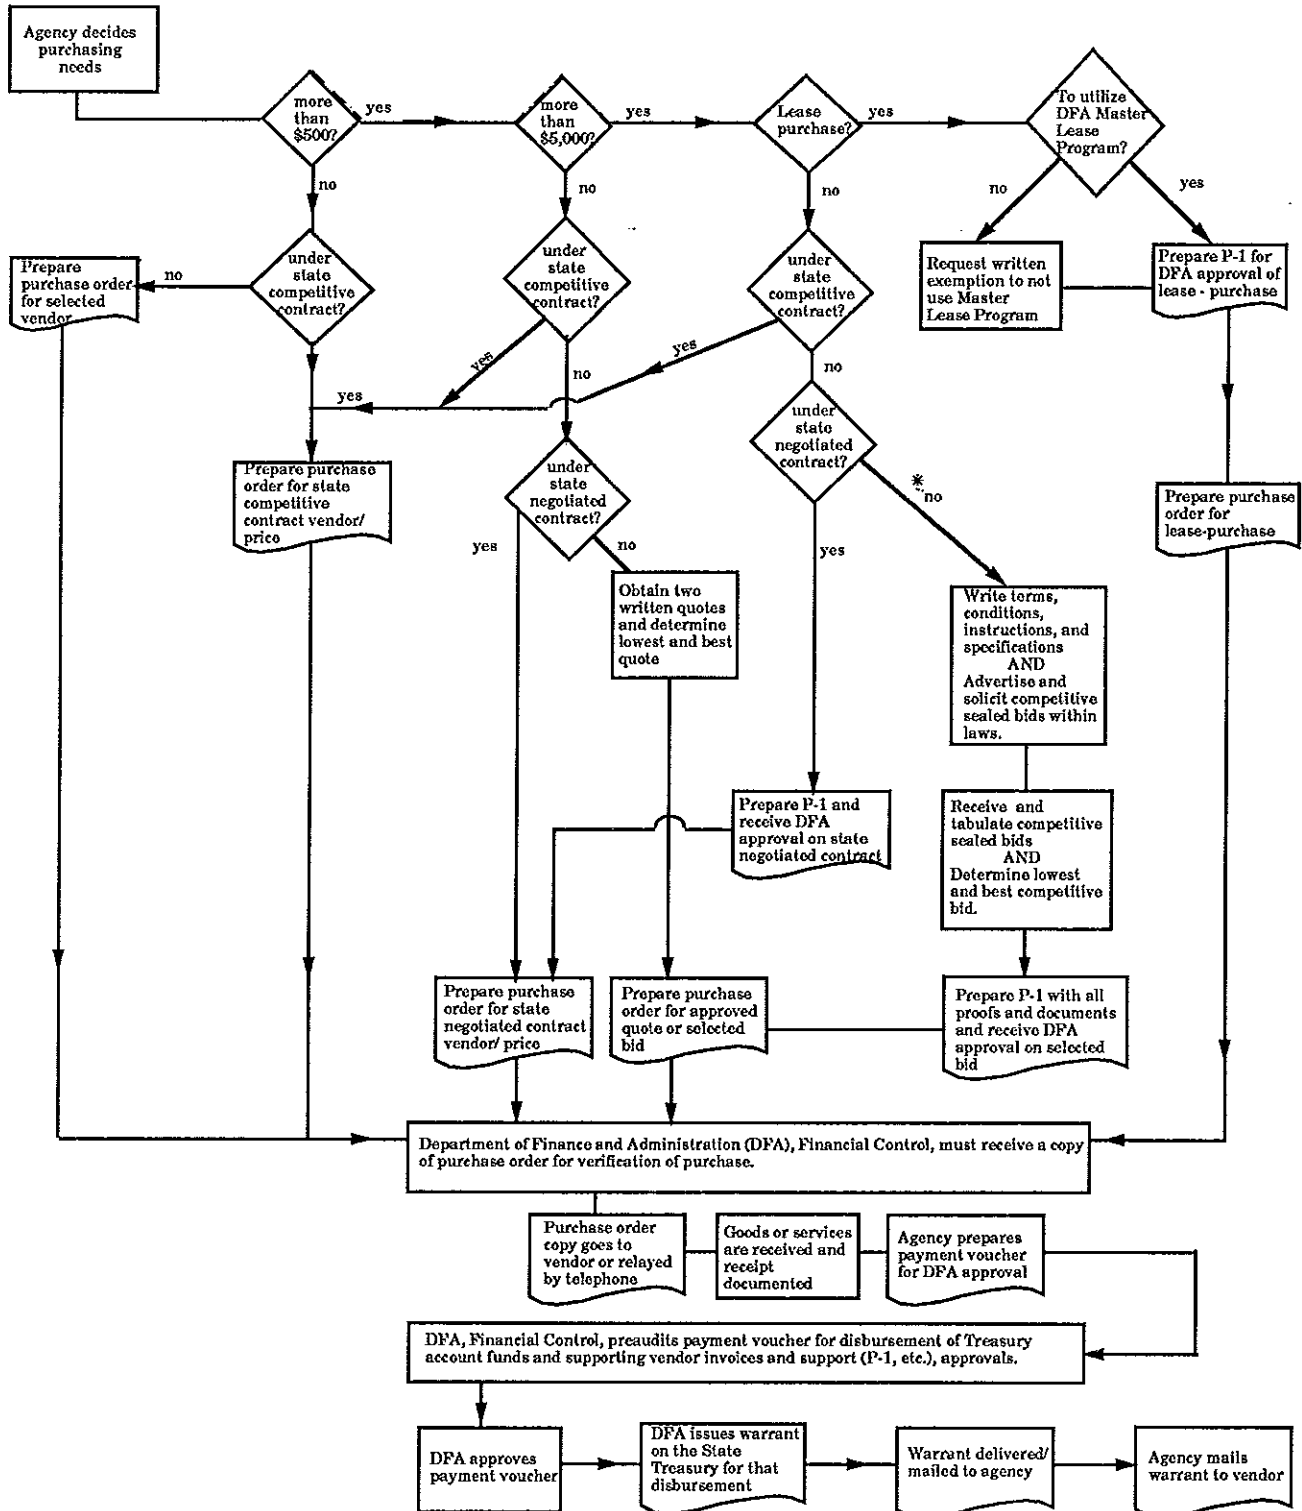 Agency decides
purchasing
needs
more
than
$500?
yes
more
than
$5,000?
yes
Lease
purchase?
yes
To utilize
DFA Master
Lease
Program?
no
no
no
no
yes
Prepare
purchase order
for selected
vendor
no
under
state
competitive
contract?
under
state
competitive
contract?
under
state
competitive
contract?
Request written
exemption to not
use Master
Lease Program
Prepare P-1 for
DFA approval of
lease - purchase
yes
yes
yes
no
no
Prepare purchase
order for state
competitive
contract vendor/
price
under
state
negotiated
contract?
under
state
negotiated
contract?
*
no
Prepare purchase
order for
lease-purchase
yes
no
yes
Obtain two
written quotes
and determine
lowest and best
quote
Write terms,
conditions,
instructions, and
specifications
AND
Advertise and
solicit competitive
sealed bids within
laws.
Prepare P-1 and
receive DFA
approval on state
negotiated contract
Receive and
tabulate competitive
sealed bids
AND
Determine lowest
and best competitive
bid.
Prepare purchase
order for state
negotiated contract
vendor/ price
Prepare purchase
order for approved
quote or selected
bid
Prepare P-1 with all
proofs and documents
and receive DFA
approval on selected
bid
Department of Finance and Administration (DFA), Financial Control, must receive a copy
of purchase order for verification of purchase.
Purchase order
copy goes to
vendor or relayed
by telephone
Goods or services
are received and
receipt
documented
Agency prepares
payment voucher
for DFA approval
DFA, Financial Control, preaudits payment voucher for disbursement of Treasury
account funds and supporting vendor invoices and support (P-1, etc.), approvals.
DFA approves
payment voucher
DFA issues warrant
on the State
Treasury for that
disbursement
Warrant delivered/
mailed to agency
Agency mails
warrant to vendor